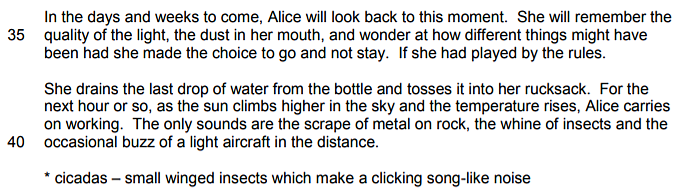 In the days and weeks to come, Alice will look back to this moment.  She will remember the
35 quality of the light, the dust in her mouth, and wonder at how different things might have
been had she made the choice to go and not stay.  If she had played by the rules.
She drains the last drop of water from the bottle and tosses it into her rucksack.  For the
next hour or so, as the sun climbs higher in the sky and the temperature rises, Alice carries
on working.  The only sounds are the scrape of metal on rock, the whine of insects and the
40 occasional buzz of a light aircraft in the distance.
* cicadas – small winged insects which make a clicking song-like noise